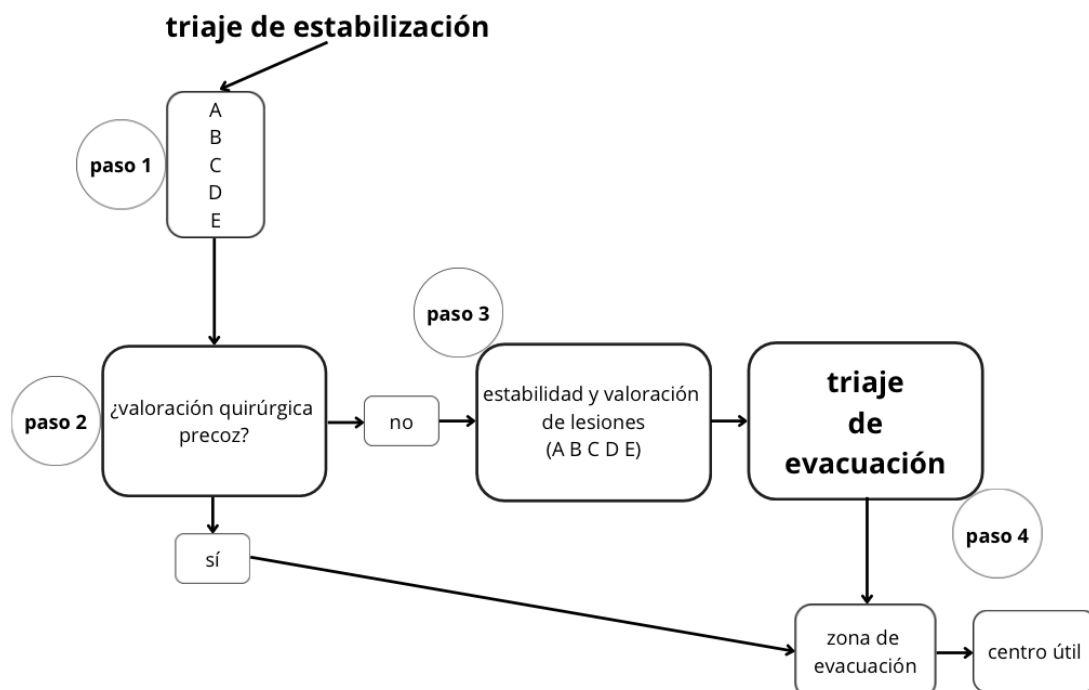 triaje de estabilización
A
B
C
D
E
paso 1
paso 2
¿valoración quirúrgica
precoz?
no
sí
paso 3
estabilidad y valoración
de lesiones
(A B C D E)
triaje
de
evacuación
paso 4
zona de
evacuación
centro útil